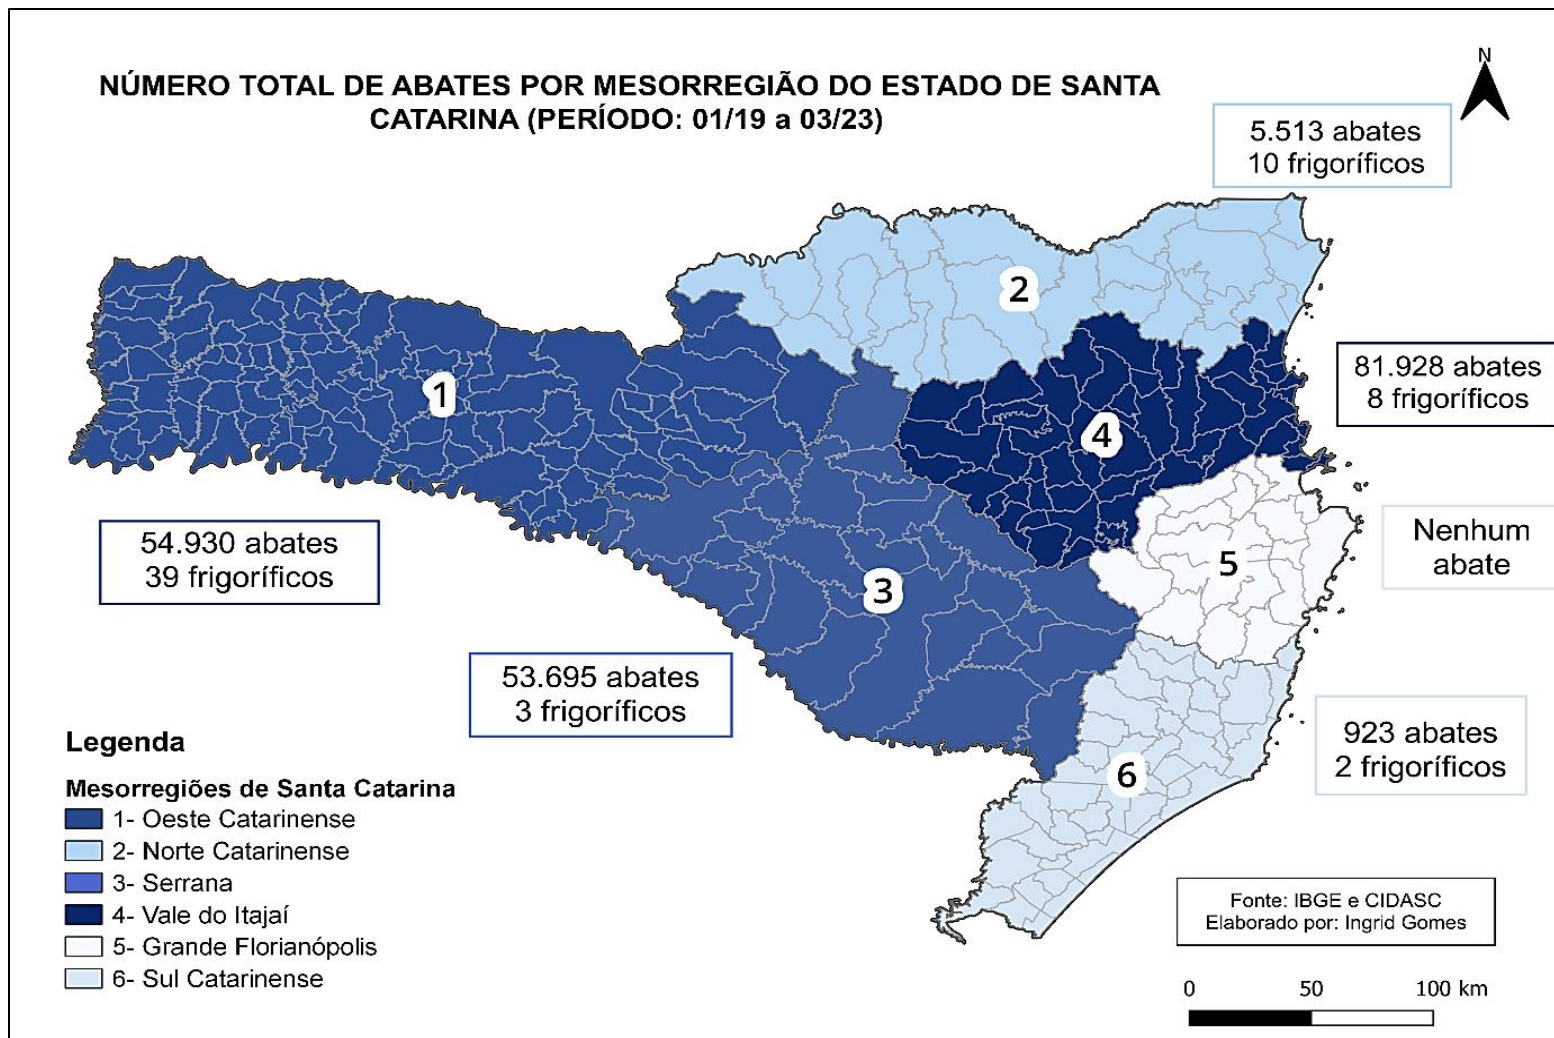 NÚMERO TOTAL DE ABATES POR MESORREGIÃO DO ESTADO DE SANTA
CATARINA (PERÍODO: 01/19 a 03/23)
N
5.513 abates
10 frigoríficos
2
81.928 abates
8 frigoríficos
1
4
54.930 abates
39 frigoríficos
Nenhum
abate
5
3
53.695 abates
3 frigoríficos
923 abates
2 frigoríficos
6
Legenda
Mesorregiões de Santa Catarina
1- Oeste Catarinense
2- Norte Catarinense
3- Serrana
4- Vale do Itajaí
5- Grande Florianópolis
6- Sul Catarinense
Fonte: IBGE e CIDASC
Elaborado por: Ingrid Gomes
0 50 100 km